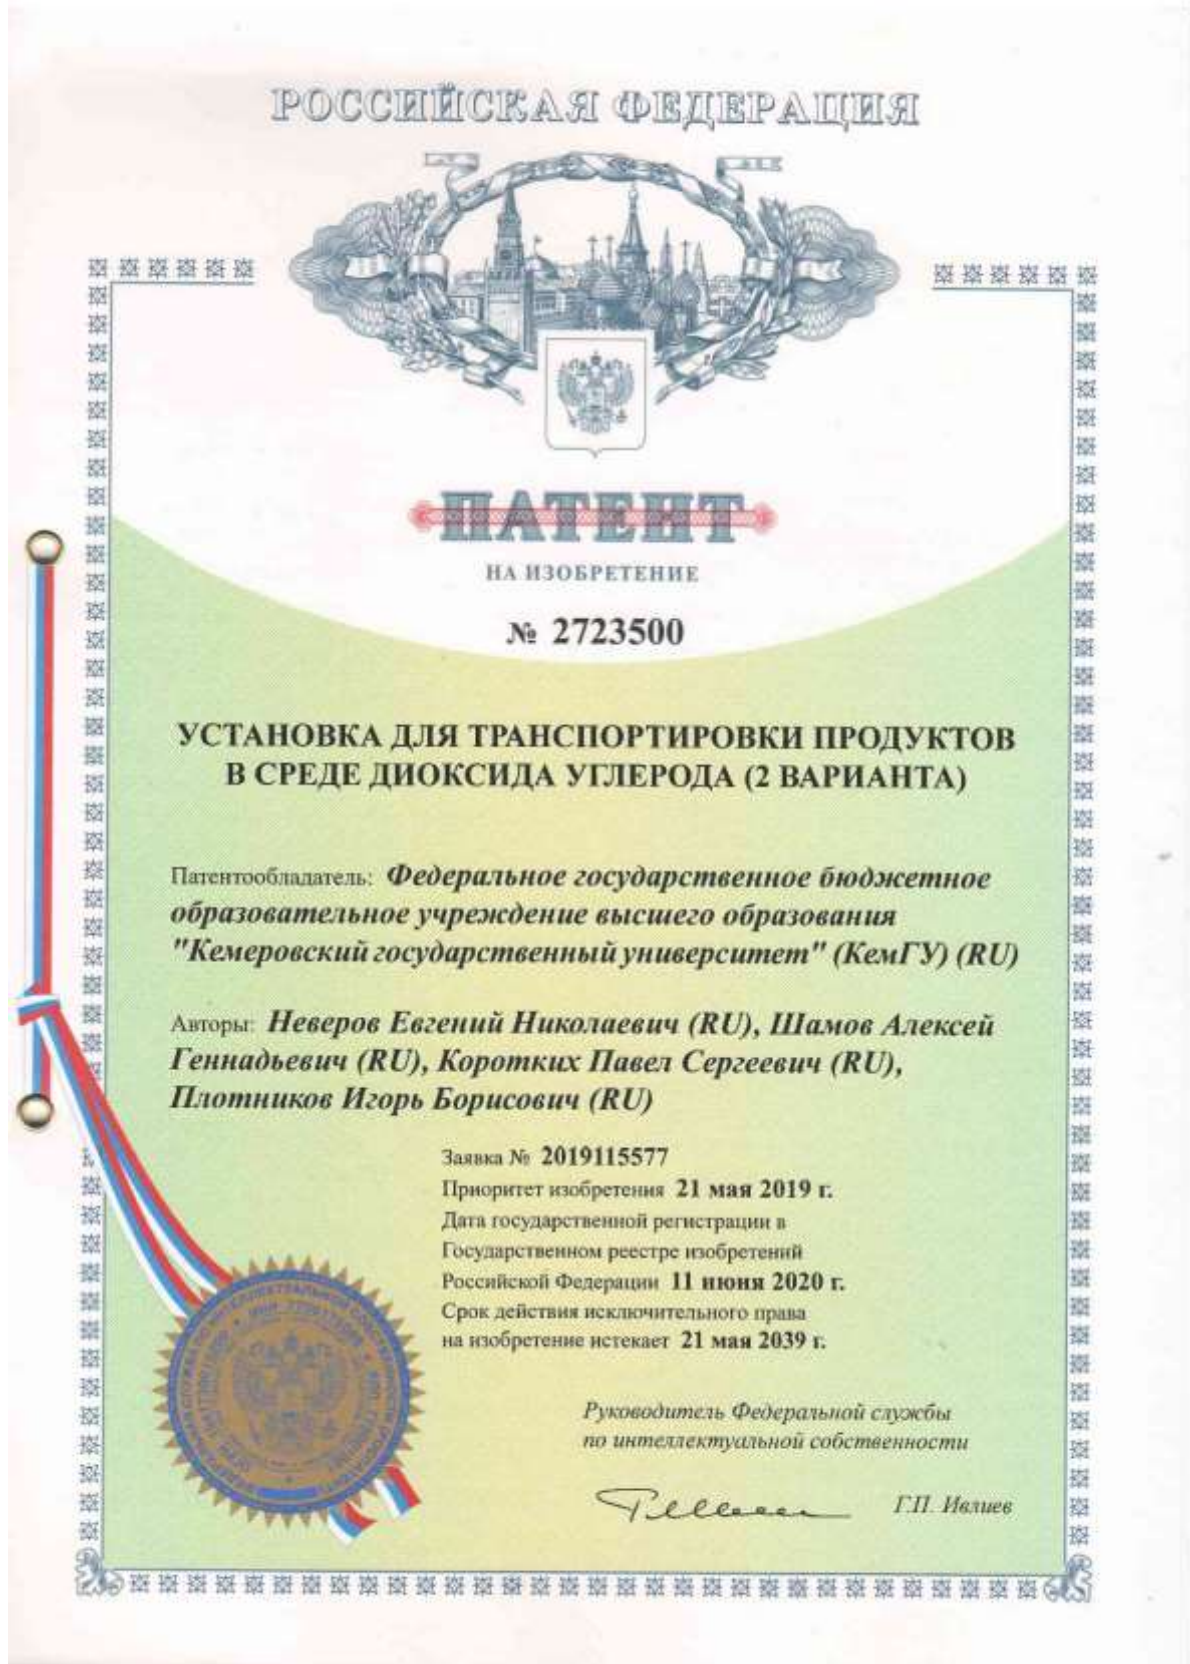 РОССИЙСКАЯ ФЕДЕРАЦИЯ
ПАТЕНТ
НА ИЗОБРЕТЕНИЕ
№ 2723500
УСТАНОВКА ДЛЯ ТРАНСПОРТИРОВКИ ПРОДУКТОВ
В СРЕДЕ ДИОКСИДА УГЛЕРОДА (2 ВАРИАНТА)
Патентообладатель: Федеральное государственное бюджетное
образовательное учреждение высшего образования
"Кемеровский государственный университет" (КемГУ) (RU)
Авторы: Неверов Евгений Николаевич (RU), Шамов Алексей
Геннадьевич (RU), Коротких Павел Сергеевич (RU),
Плотников Игорь Борисович (RU)
Заявка № 2019115577
Приоритет изобретения 21 мая 2019 г.
Дата государственной регистрации в
Государственном реестре изобретений
Российской Федерации 11 июня 2020 г.
Срок действия исключительного права
на изобретение истекает 21 мая 2039 г.
Руководитель Федеральной службы
по интеллектуальной собственности
Г.П. Ивлиев